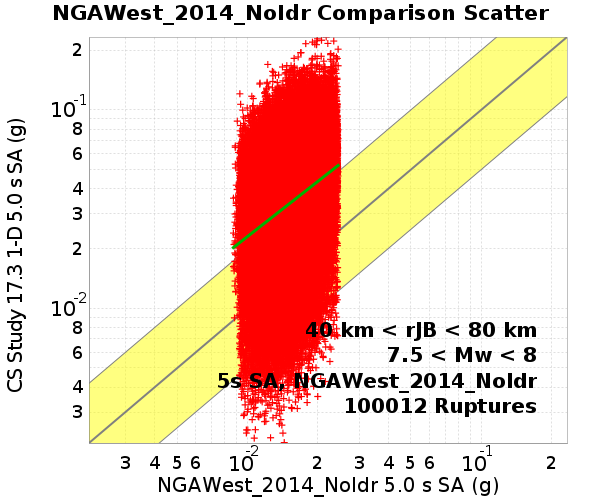 NGAWest_2014_NoIdr Comparison Scatter
CS Study 17.3 1-D 5.0 s SA (g)
2
10-1
8
6
4
3
2
10-2
8
6
4
3
40 km < rJB < 80 km
7.5 < Mw < 8
5s SA, NGAWest_2014_NoIdr
100012 Ruptures
3 4 5 6 10-2 2 3 4 5 6 10-1 2
NGAWest_2014_NoIdr 5.0 s SA (g)